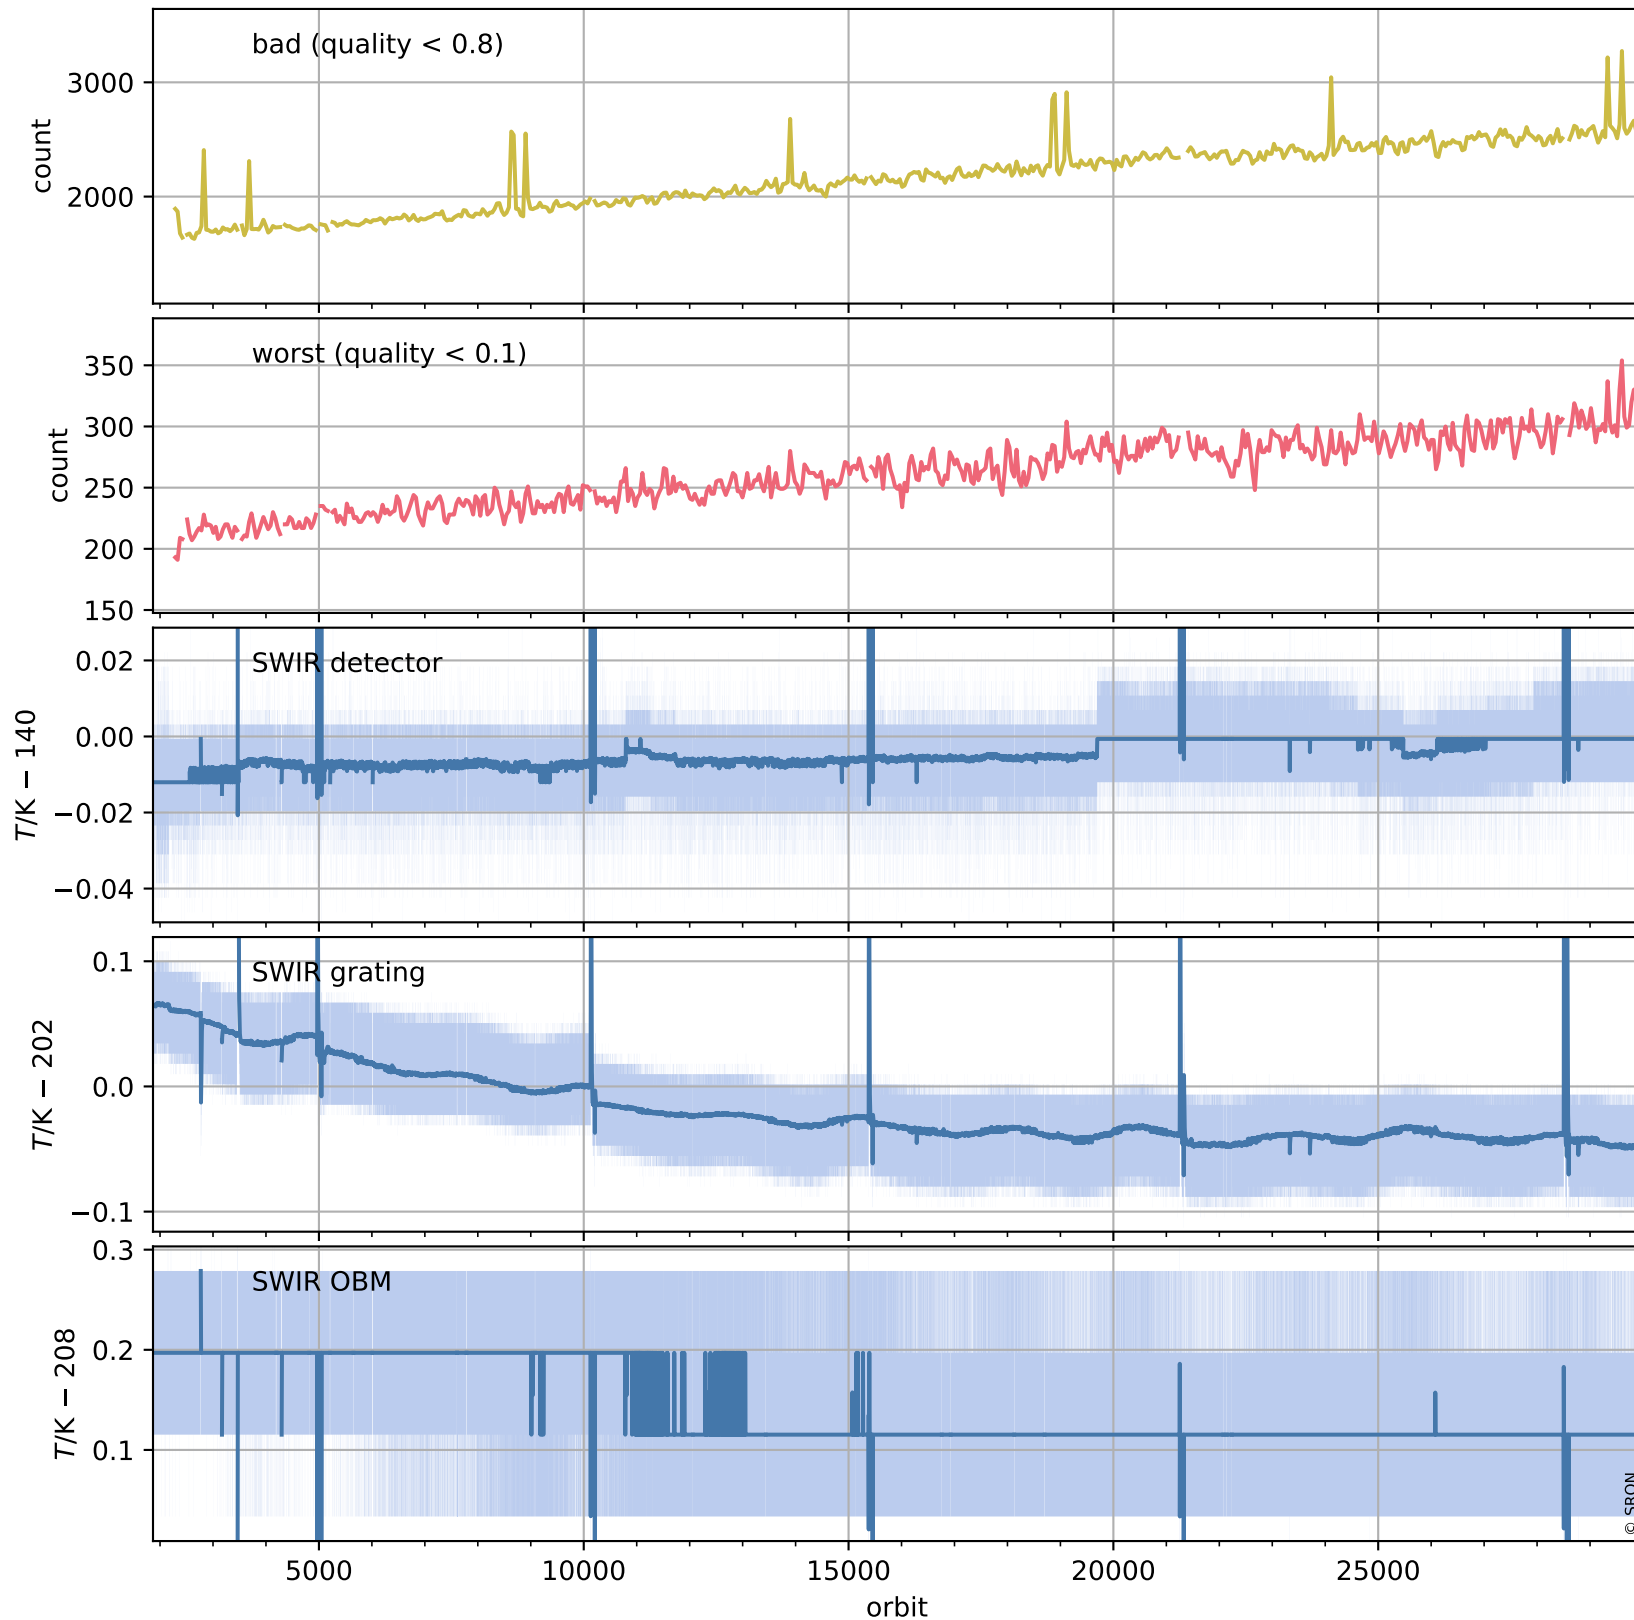 bad (quality < 0.8)
3000
2000
count
worst (quality < 0.1)
350
300
250
200
150
count
SWIR detector
0.02
0.00
−0.02
−0.04
T/K − 140
SWIR grating
0.1
0.0
−0.1
T/K − 202
SWIR OBM
0.3
0.2
0.1
T/K − 208
© SRON
5000 10000 15000 20000 25000
orbit